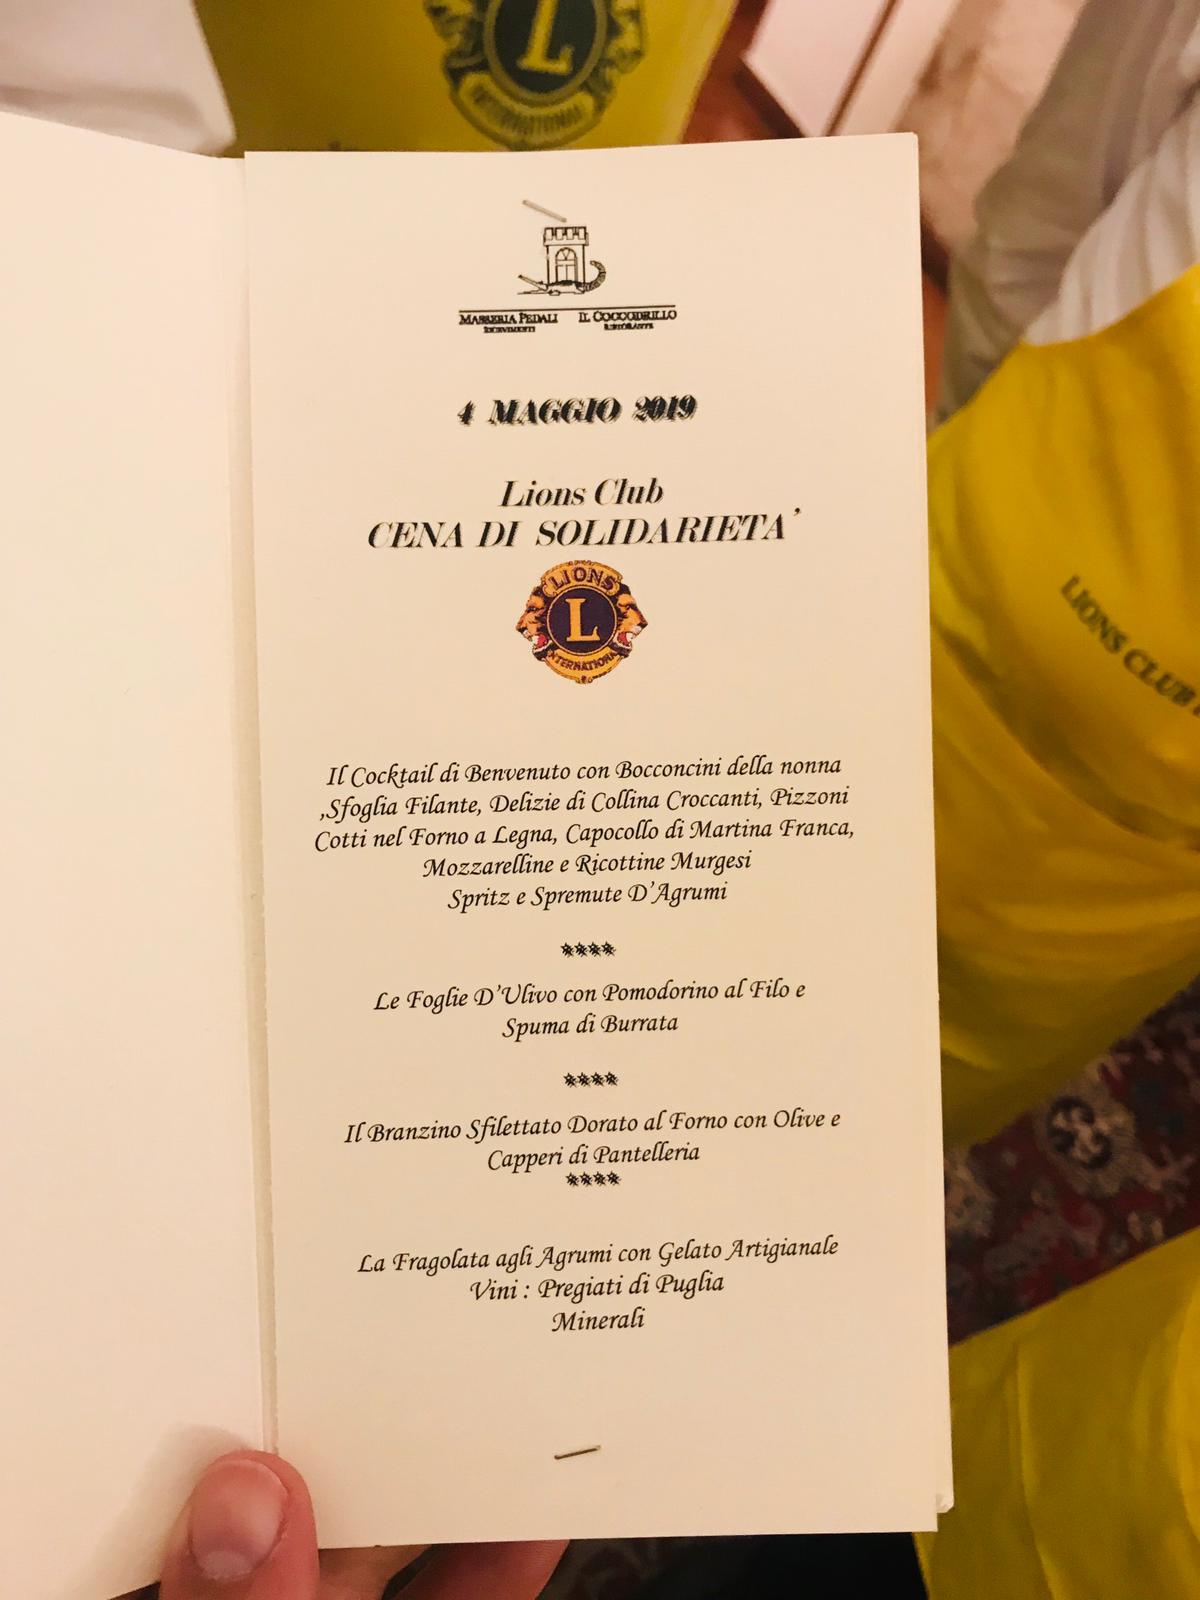 L
INTERNATIONAL
MASSERIA PEDALI IL COCCODRILLO
RICEVIMENTI RISTORANTE
4 MAGGIO 2019
Lions Club
CENA DI SOLIDARIETA'
LIONS
L
INTERNATIONAL
Il Cocktail di Benvenuto con Bocconcini della nonna
,Sfoglia Filante, Delizie di Collina Croccanti, Pizzoni
Cotti nel Forno a Legna, Capocollo di Martina Franca,
Mozzarelline e Ricottine Murgesi
Spritz e Spremute D'Agrumi
****
Le Foglie D'Ulivo con Pomodorino al Filo e
Spuma di Burrata
****
Il Branzino Sfilettato Dorato al Forno con Olive e
Capperi di Pantelleria
****
La Fragolata agli Agrumi con Gelato Artigianale
Vini : Pregiati di Puglia
Minerali
LIONS CLUB